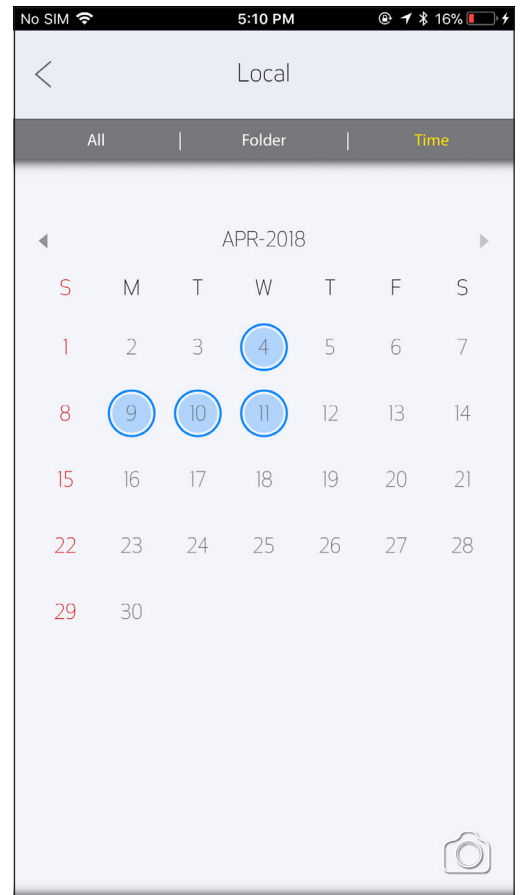 No SIM 5:10 PM 16%
Local
All | Folder | Time
APR-2018
S M T W T F S
1 2 3 4 5 6 7
8 9 10 11 12 13 14
15 16 17 18 19 20 21
22 23 24 25 26 27 28
29 30